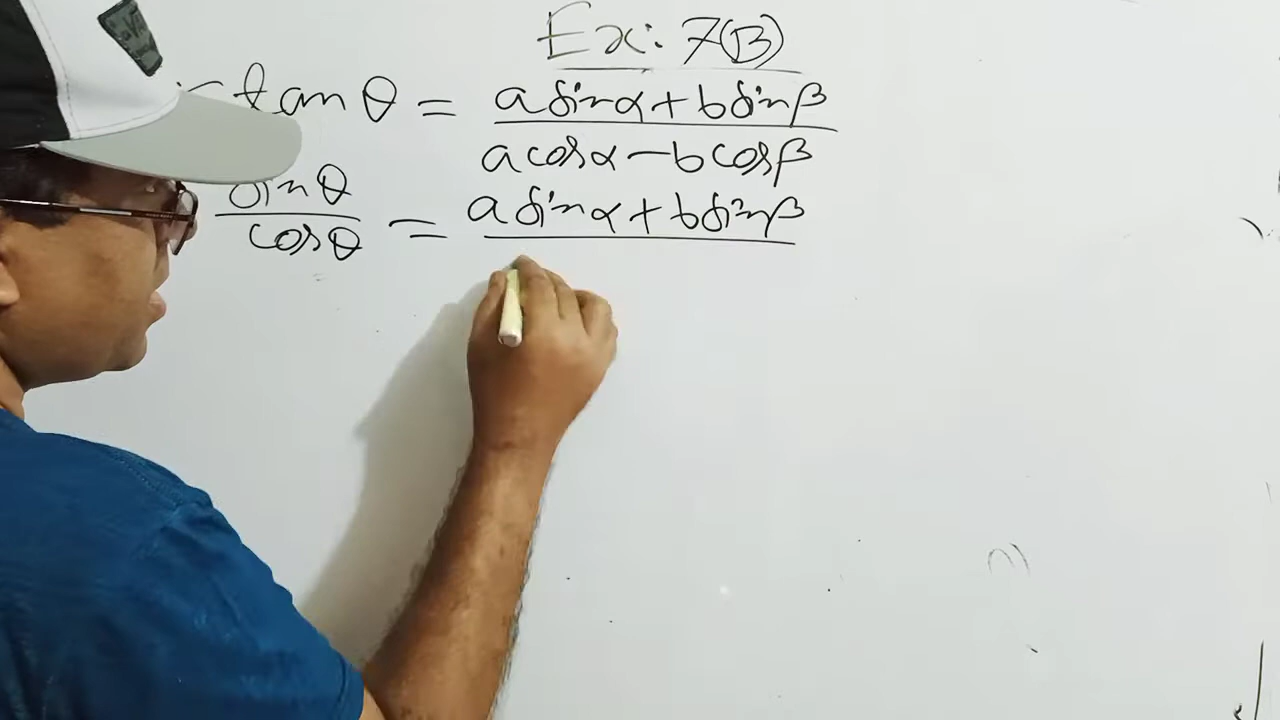 Ex: 7(B)
tan θ = a sin α + b sin β
a cos α − b cos β
sin θ = a sin α + b sin β
cos θ